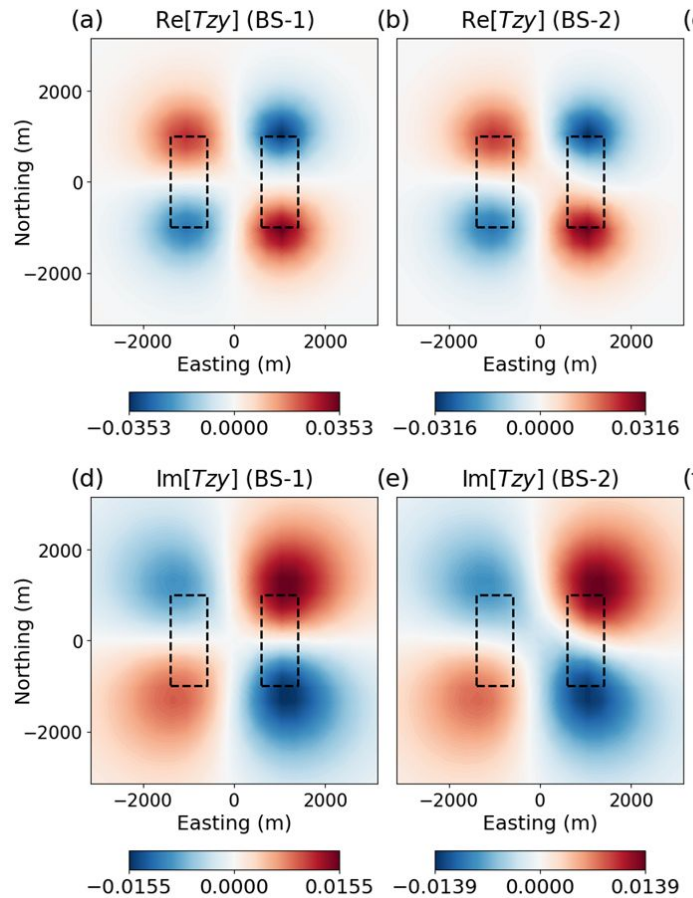 (a) Re[Tzy] (BS-1)
(b) Re[Tzy] (BS-2)
Northing (m)
2000
0
−2000
−2000 0 2000
Easting (m)
−2000 0 2000
Easting (m)
−0.0353 0.0000 0.0353
−0.0316 0.0000 0.0316
(d) Im[Tzy] (BS-1)
(e) Im[Tzy] (BS-2)
Northing (m)
2000
0
−2000
−2000 0 2000
Easting (m)
−2000 0 2000
Easting (m)
−0.0155 0.0000 0.0155
−0.0139 0.0000 0.0139